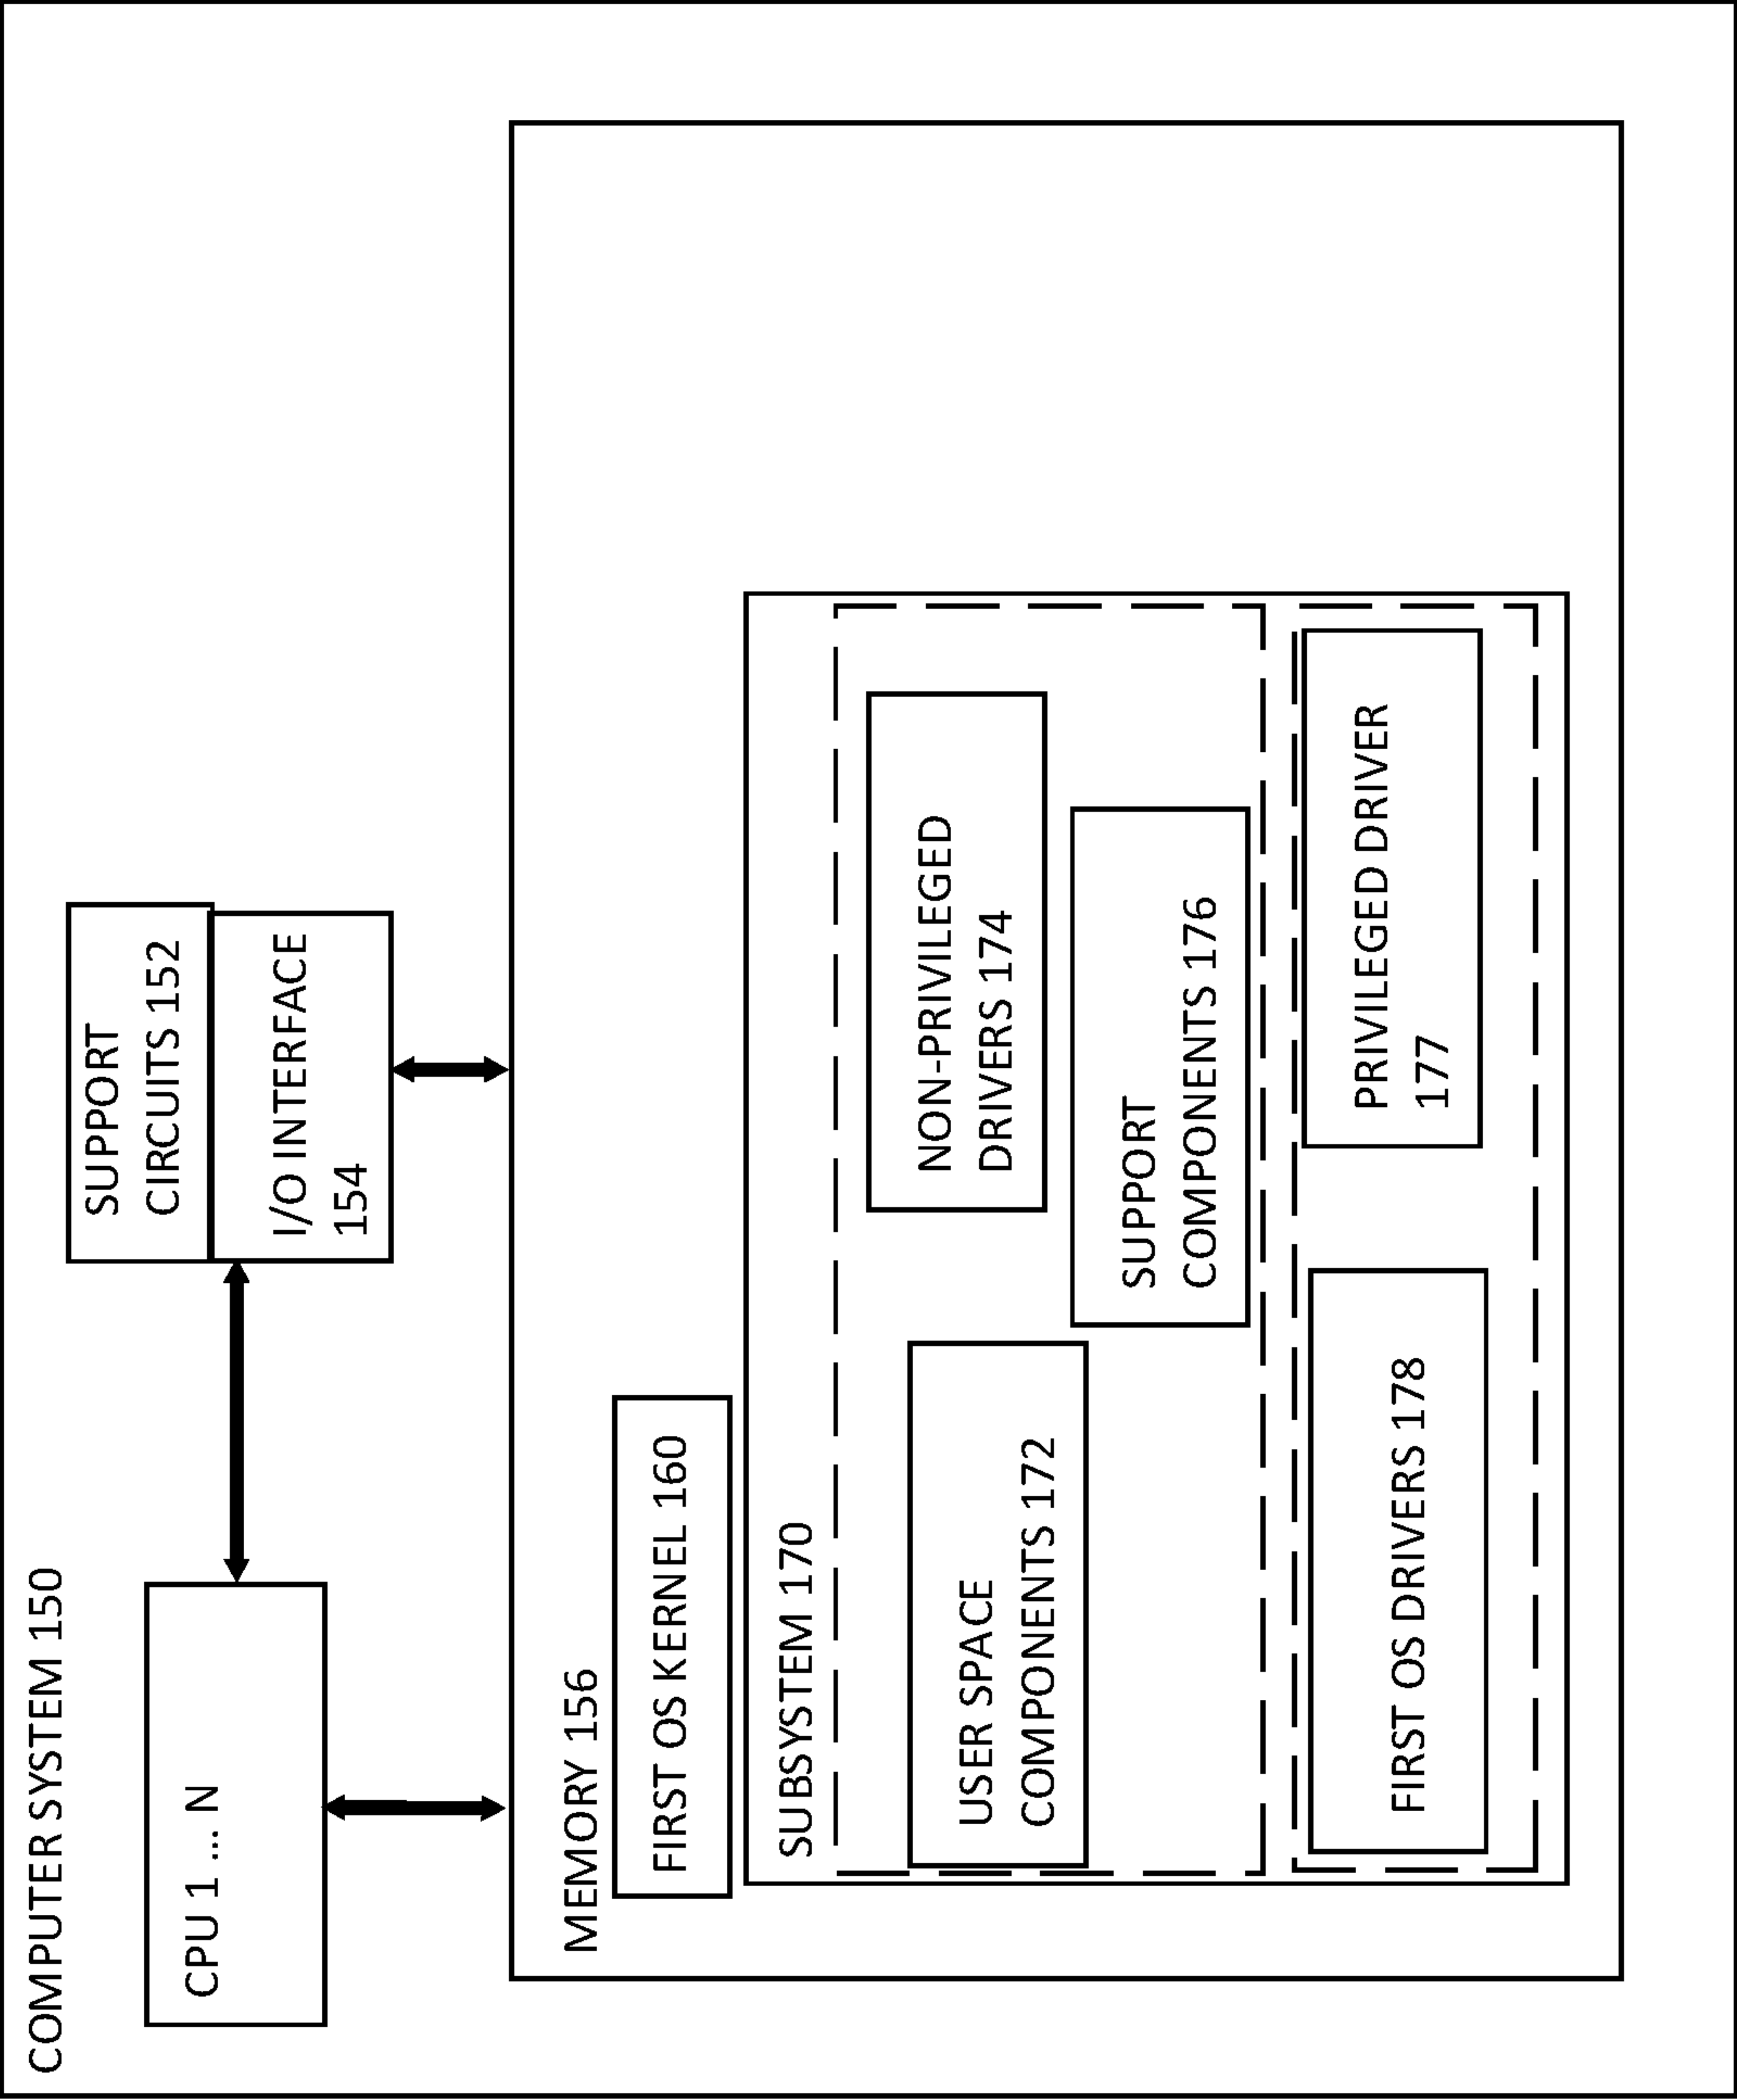 COMPUTER SYSTEM 150
CPU 1 ... N
SUPPORT
CIRCUITS 152
I/O INTERFACE
154
MEMORY 156
FIRST OS KERNEL 160
SUBSYSTEM 170
USER SPACE
COMPONENTS 172
NON-PRIVILEGED
DRIVERS 174
SUPPORT
COMPONENTS 176
FIRST OS DRIVERS 178
PRIVILEGED DRIVER
177